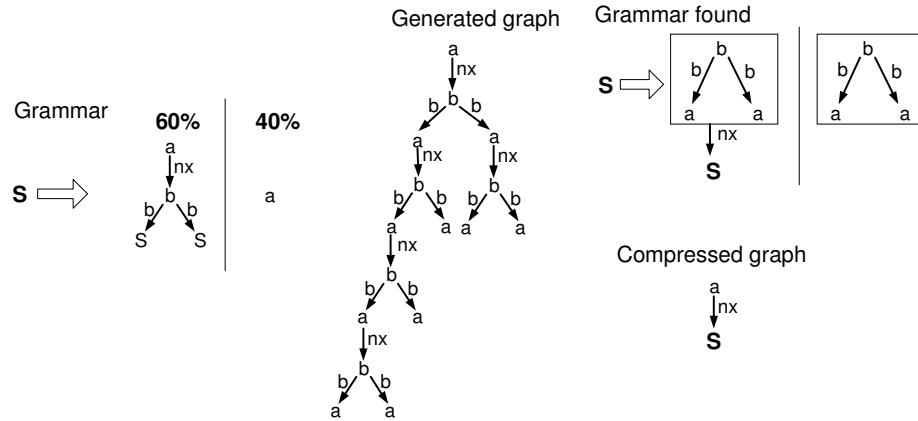 Grammar
60% 40%
a
nx
S b a
b b
S S
Generated graph
a
nx
b
b b
a a
nx nx
b b
b b b b
a a a a
nx
b
b b
a a
nx
b
b b
a a
Grammar found
b b
S b b b b
a a a a
nx
S
Compressed graph
a
nx
S